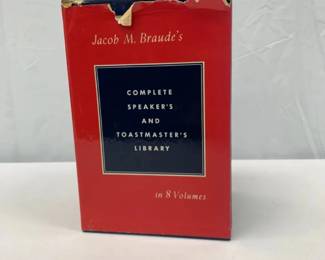 Jacob M. Braude's
COMPLETE
SPEAKER'S
AND
TOASTMASTER'S
LIBRARY
in 8 Volumes